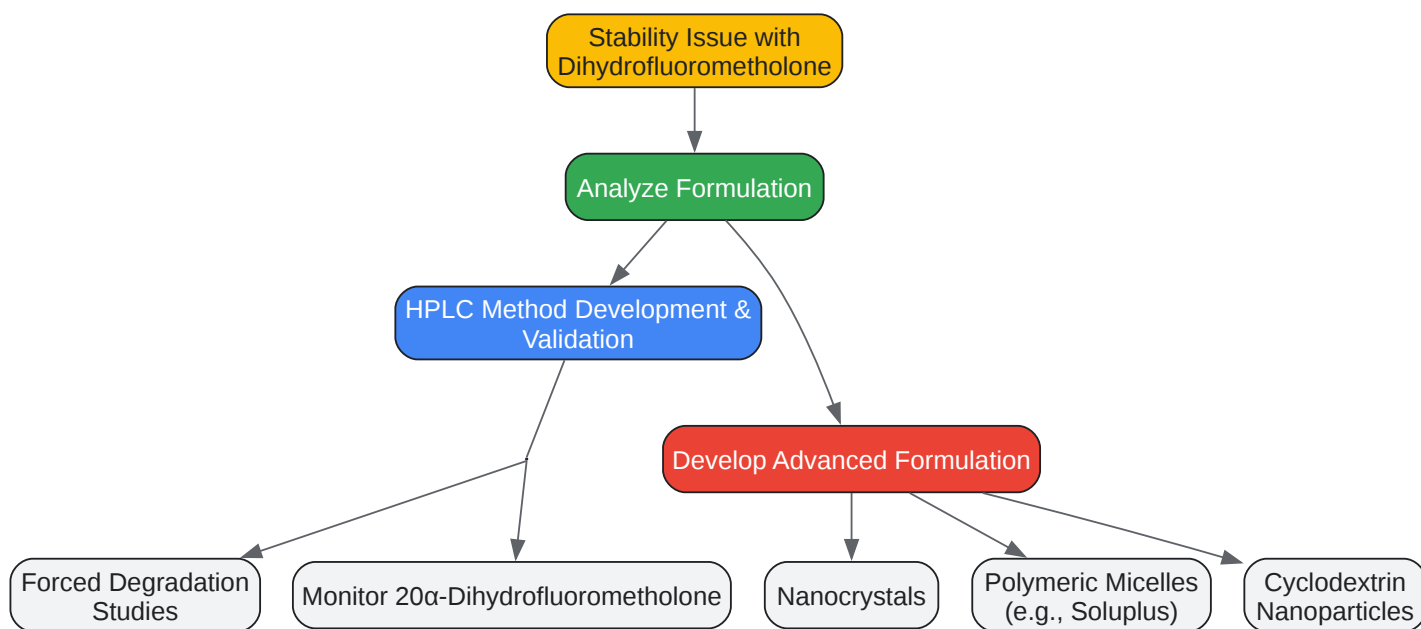 Stability Issue with
Dihydrofluorometholone
Analyze Formulation
HPLC Method Development &
Validation
Develop Advanced Formulation
Forced Degradation
Studies
Monitor 20α-Dihydrofluorometholone
Nanocrystals
Polymeric Micelles
(e.g., Soluplus)
Cyclodextrin
Nanoparticles